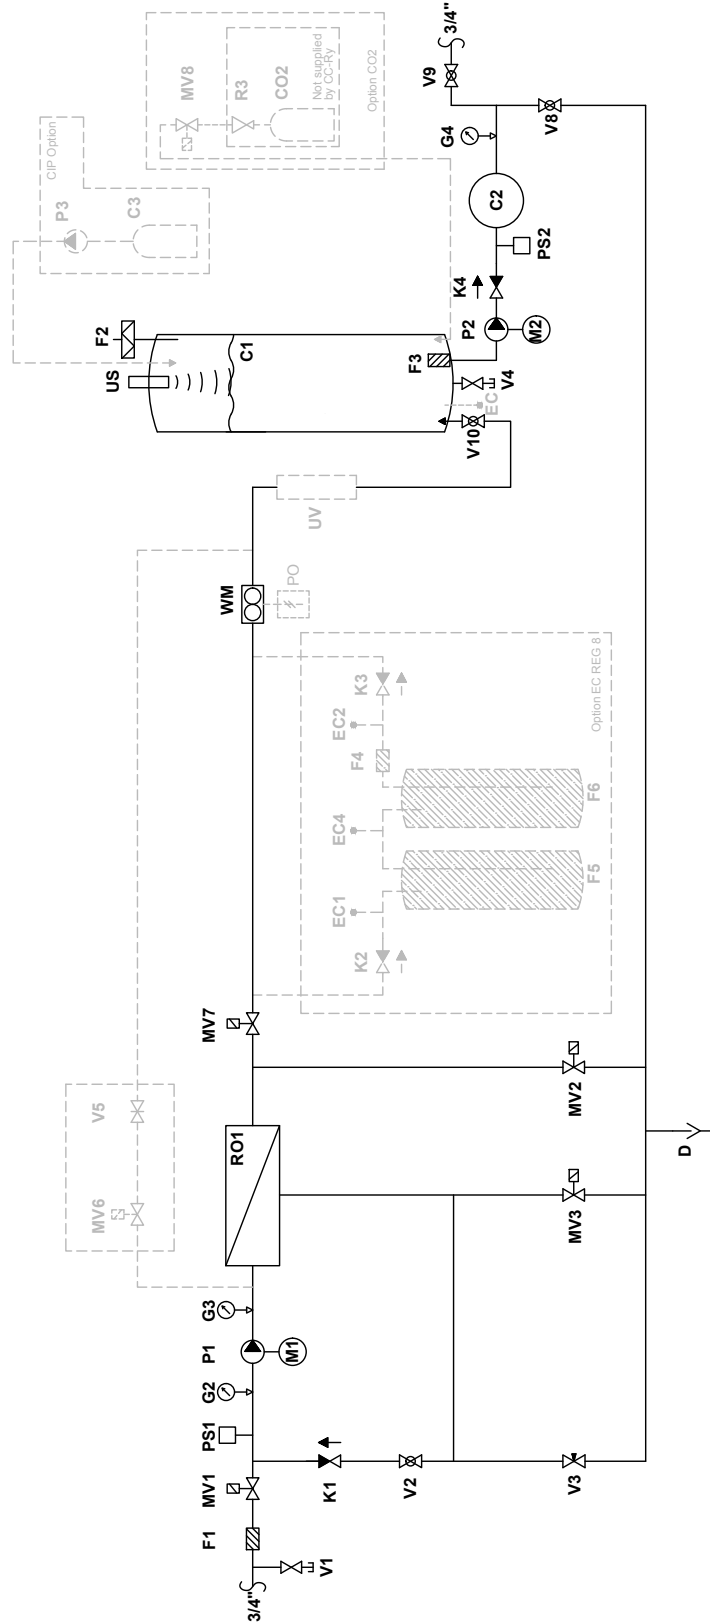 3/4"
V1
F1
MV1
PS1
G2
P1
M1
G3
K1
V2
V3
RO1
MV6
V5
MV3
MV2
D
MV7
K2
EC1
F5
EC4
F6
F4
EC2
K3
Option EC REG 8
WM
PO
UV
US
F2
C1
F3
V10
EC
V4
P3
C3
CIP Option
MV8
R3
CO2
Not supplied
by CC-Ry
Option CO2
P2
M2
K4
PS2
C2
G4
V8
V9
3/4"